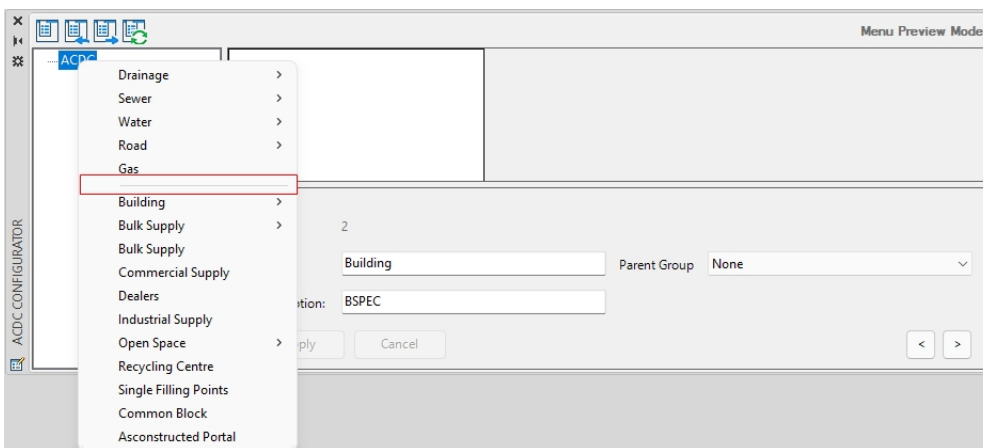 Menu Preview Mode
ACDC
Drainage >
Sewer >
Water >
Road >
Gas
Building >
Bulk Supply >
Bulk Supply
Commercial Supply
Dealers
Industrial Supply
Open Space >
Recycling Centre
Single Filling Points
Common Block
Asconstructed Portal
2
Building
Parent Group None
ption: BSPEC
pply Cancel < >
ACDC CONFIGURATOR